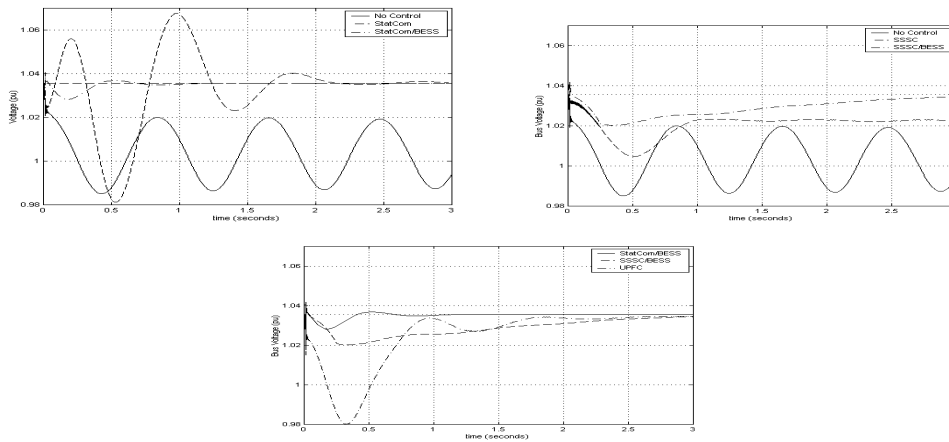 1.06
1.04
1.02
1
0.98
Voltage (pu)
No Control
StatCom
StatCom/BESS
0
0.5
1
1.5
2
2.5
3
time (seconds)
1.06
1.04
1.02
1
0.98
Bus Voltage (pu)
No Control
SSSC
SSSC/BESS
0
0.5
1
1.5
2
2.5
time (seconds)
1.06
1.04
1.02
1
0.98
Bus Voltage (pu)
StatCom/BESS
SSSC/BESS
UPFC
0
0.5
1
1.5
2
2.5
3
time (seconds)